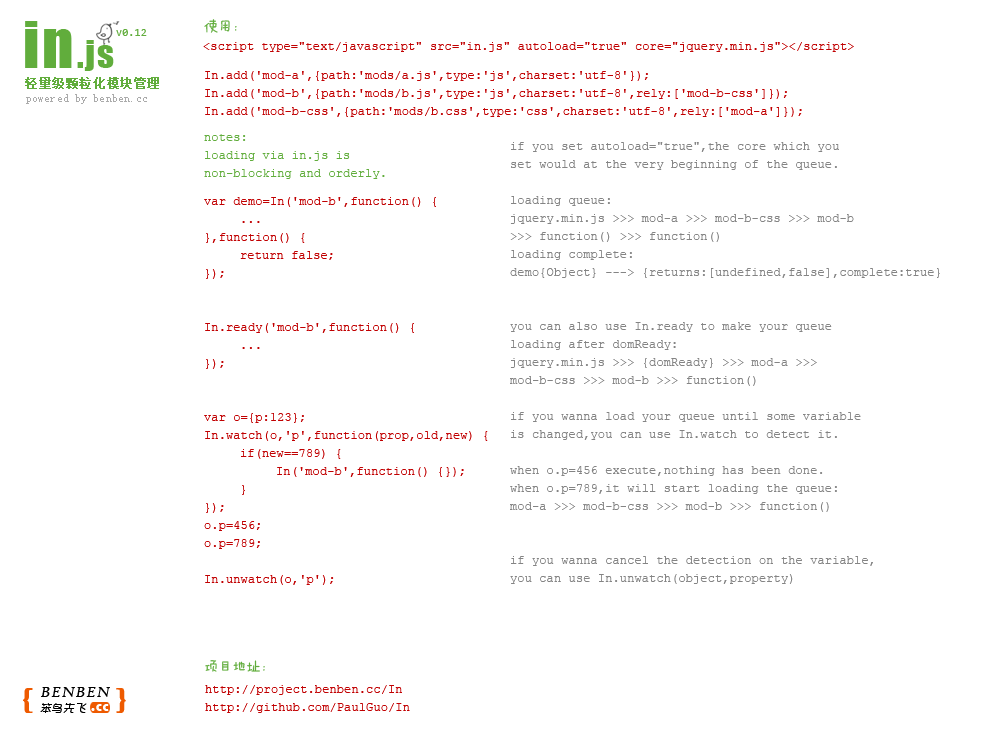 in.js v0.12
轻量级颗粒化模块管理
powered by benben.cc
使用:
<script type="text/javascript" src="in.js" autoload="true" core="jquery.min.js"></script>
In.add('mod-a',{path:'mods/a.js',type:'js',charset:'utf-8'});
In.add('mod-b',{path:'mods/b.js',type:'js',charset:'utf-8',rely:['mod-b-css']});
In.add('mod-b-css',{path:'mods/b.css',type:'css',charset:'utf-8',rely:['mod-a']});
notes:
loading via in.js is
non-blocking and orderly.
if you set autoload="true",the core which you
set would at the very beginning of the queue.
var demo=In('mod-b',function() {
...
},function() {
return false;
});
loading queue:
jquery.min.js >>> mod-a >>> mod-b-css >>> mod-b
>>> function() >>> function()
loading complete:
demo{Object} ---> {returns:[undefined,false],complete:true}
In.ready('mod-b',function() {
...
});
you can also use In.ready to make your queue
loading after domReady:
jquery.min.js >>> {domReady} >>> mod-a >>>
mod-b-css >>> mod-b >>> function()
var o={p:123};
In.watch(o,'p',function(prop,old,new) {
if(new==789) {
In('mod-b',function() {});
}
});
o.p=456;
o.p=789;
In.unwatch(o,'p');
if you wanna load your queue until some variable
is changed,you can use In.watch to detect it.
when o.p=456 execute,nothing has been done.
when o.p=789,it will start loading the queue:
mod-a >>> mod-b-css >>> mod-b >>> function()
if you wanna cancel the detection on the variable,
you can use In.unwatch(object,property)
项目地址:
http://project.benben.cc/In
http://github.com/PaulGuo/In
{ BENBEN }
笨鸟先飞.cc